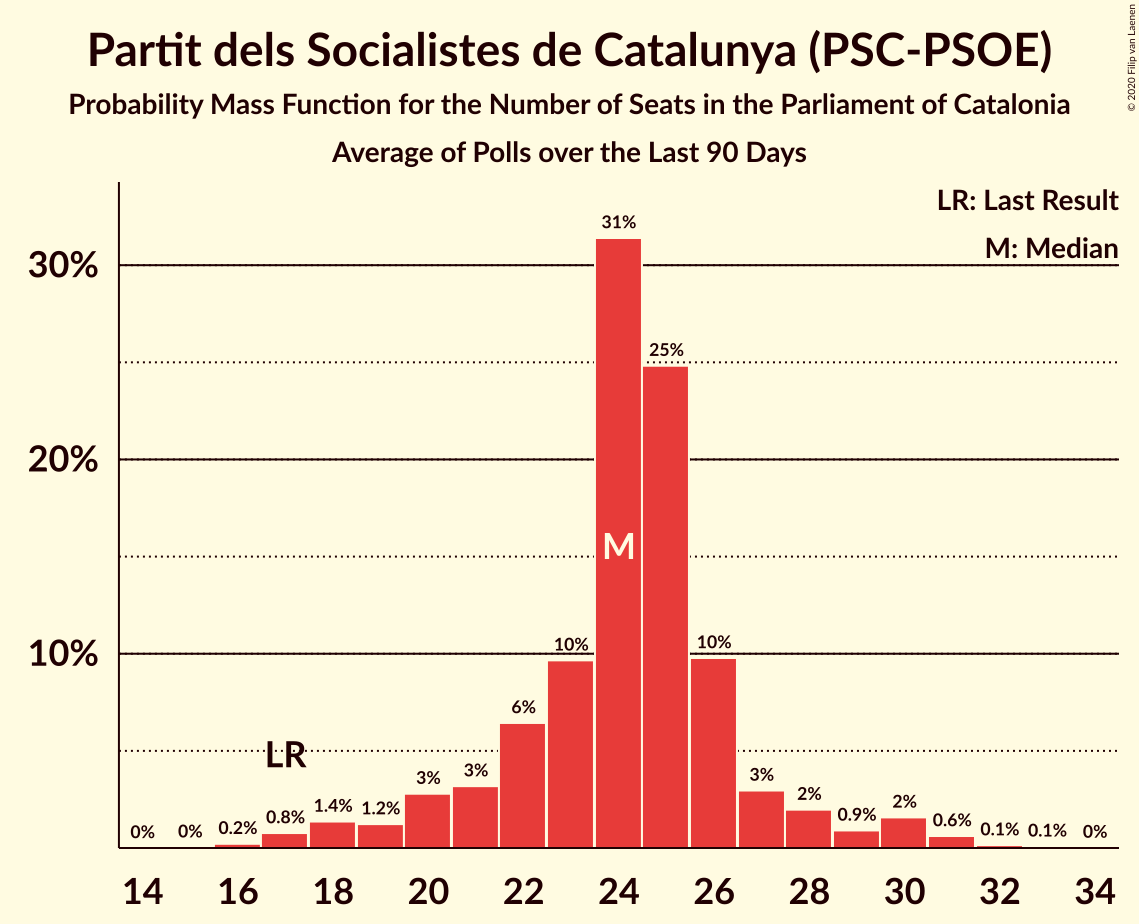 Partit dels Socialistes de Catalunya (PSC-PSOE)
Probability Mass Function for the Number of Seats in the Parliament of Catalonia
Average of Polls over the Last 90 Days
© 2020 Filip van Laenen
LR: Last Result
M: Median
30%
20%
10%
0% 0% 0.2% 0.8% 1.4% 1.2% 3% 3% 6% 10% 31% 25% 10% 3% 2% 0.9% 2% 0.6% 0.1% 0.1% 0%
LR
M
14 16 18 20 22 24 26 28 30 32 34